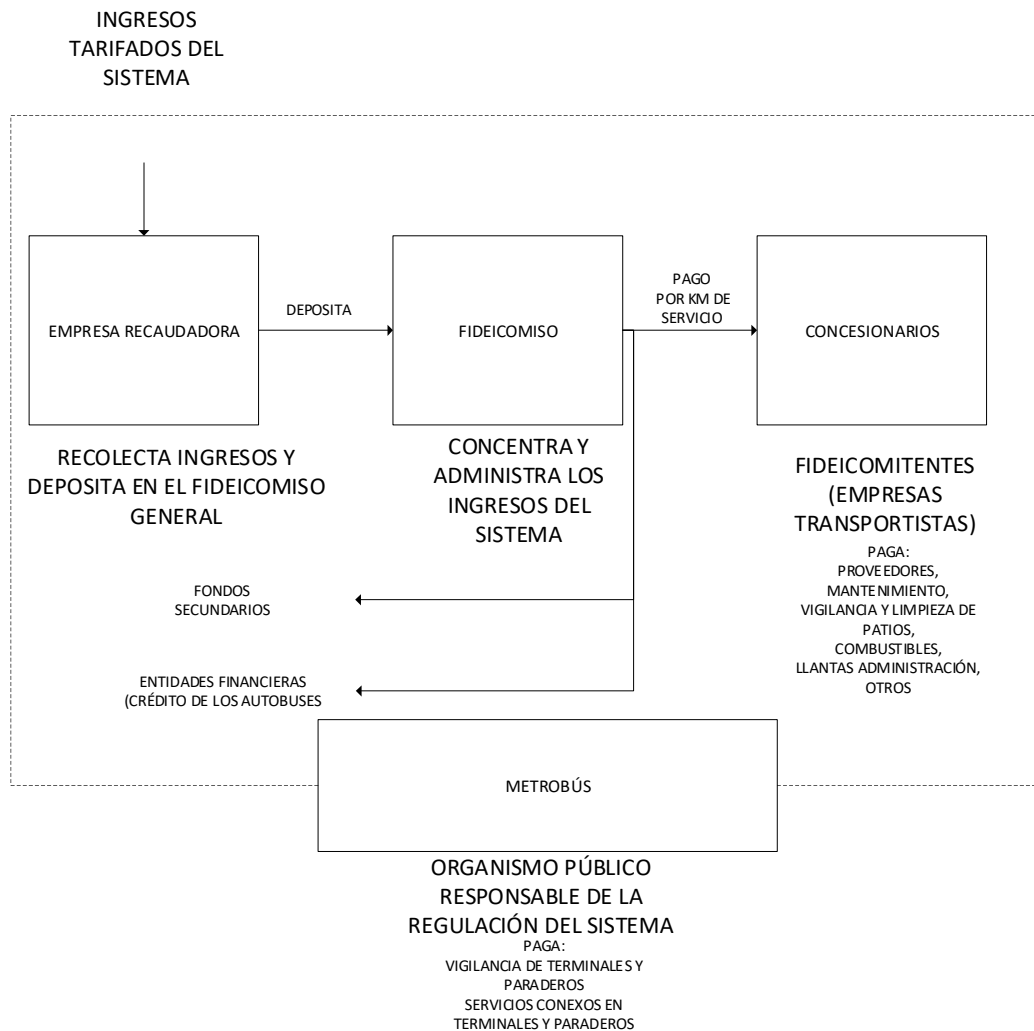 INGRESOS
TARIFADOS DEL
SISTEMA
EMPRESA RECAUDADORA
DEPOSITA
FIDEICOMISO
PAGO
POR KM DE
SERVICIO
CONCESIONARIOS
RECOLECTA INGRESOS Y
DEPOSITA EN EL FIDEICOMISO
GENERAL
CONCENTRA Y
ADMINISTRA LOS
INGRESOS DEL
SISTEMA
FIDEICOMITENTES
(EMPRESAS
TRANSPORTISTAS)
PAGA:
PROVEEDORES,
MANTENIMIENTO,
VIGILANCIA Y LIMPIEZA DE
PATIOS,
COMBUSTIBLES,
LLANTAS ADMINISTRACIÓN,
OTROS
FONDOS
SECUNDARIOS
ENTIDADES FINANCIERAS
(CRÉDITO DE LOS AUTOBUSES
METROBÚS
ORGANISMO PÚBLICO
RESPONSABLE DE LA
REGULACIÓN DEL SISTEMA
PAGA:
VIGILANCIA DE TERMINALES Y
PARADEROS
SERVICIOS CONEXOS EN
TERMINALES Y PARADEROS